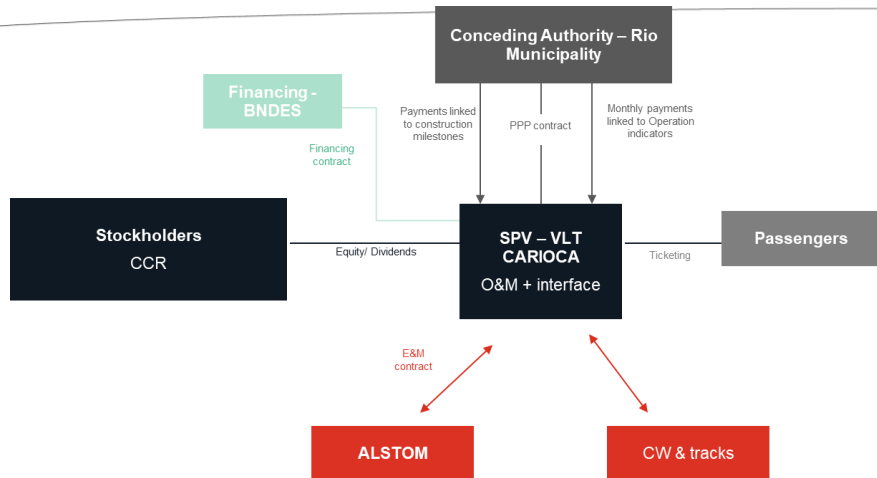 Conceding Authority – Rio
Municipality
Financing -
BNDES
Payments linked
to construction
milestones
PPP contract
Monthly payments
linked to Operation
indicators
Financing
contract
Stockholders
CCR
Equity/ Dividends
SPV – VLT
CARIOCA
O&M + interface
Ticketing
Passengers
E&M
contract
ALSTOM
CW & tracks